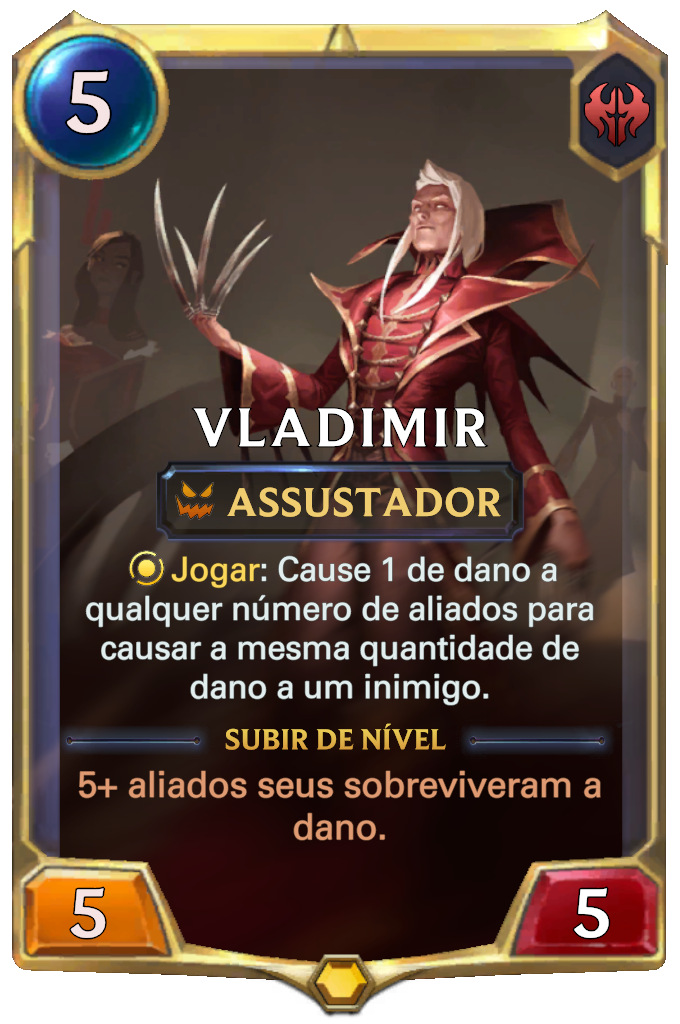 5
VLADIMIR
ASSUSTADOR
Jogar: Cause 1 de dano a
qualquer número de aliados para
causar a mesma quantidade de
dano a um inimigo.
SUBIR DE NÍVEL
5+ aliados seus sobreviveram a
dano.
5 5